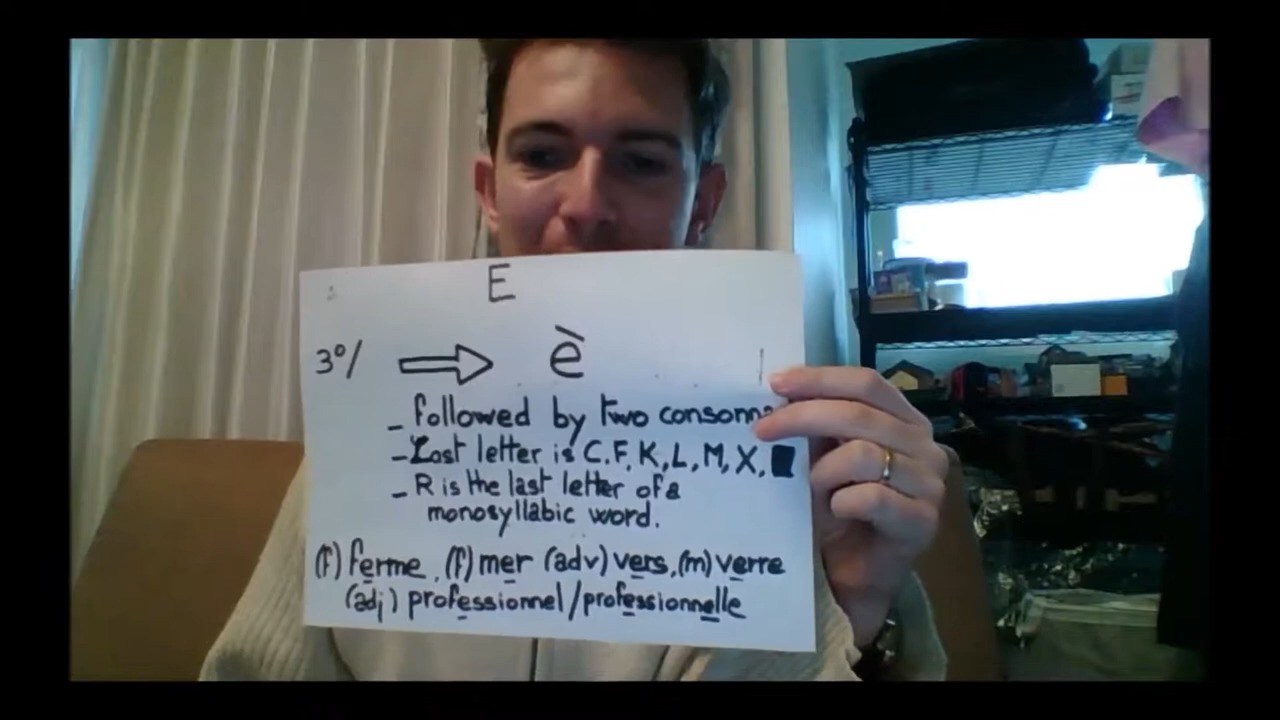 E
3%
è
- followed by two
- Last letter is C, F, K, L, M, X,
- R is the last letter of a
monosyllabic word.
(f) ferme, (f) mer (adv) vers, (m) verre
(adj) professionnel/professionnelle